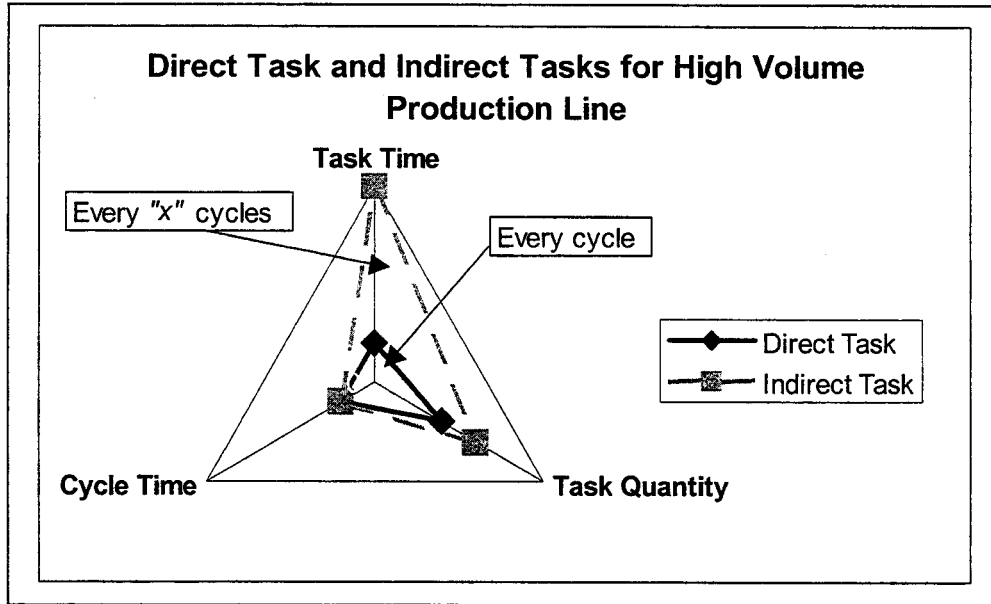 Direct Task and Indirect Tasks for High Volume
Production Line
Task Time
Every "x" cycles
Every cycle
Direct Task
Indirect Task
Cycle Time
Task Quantity